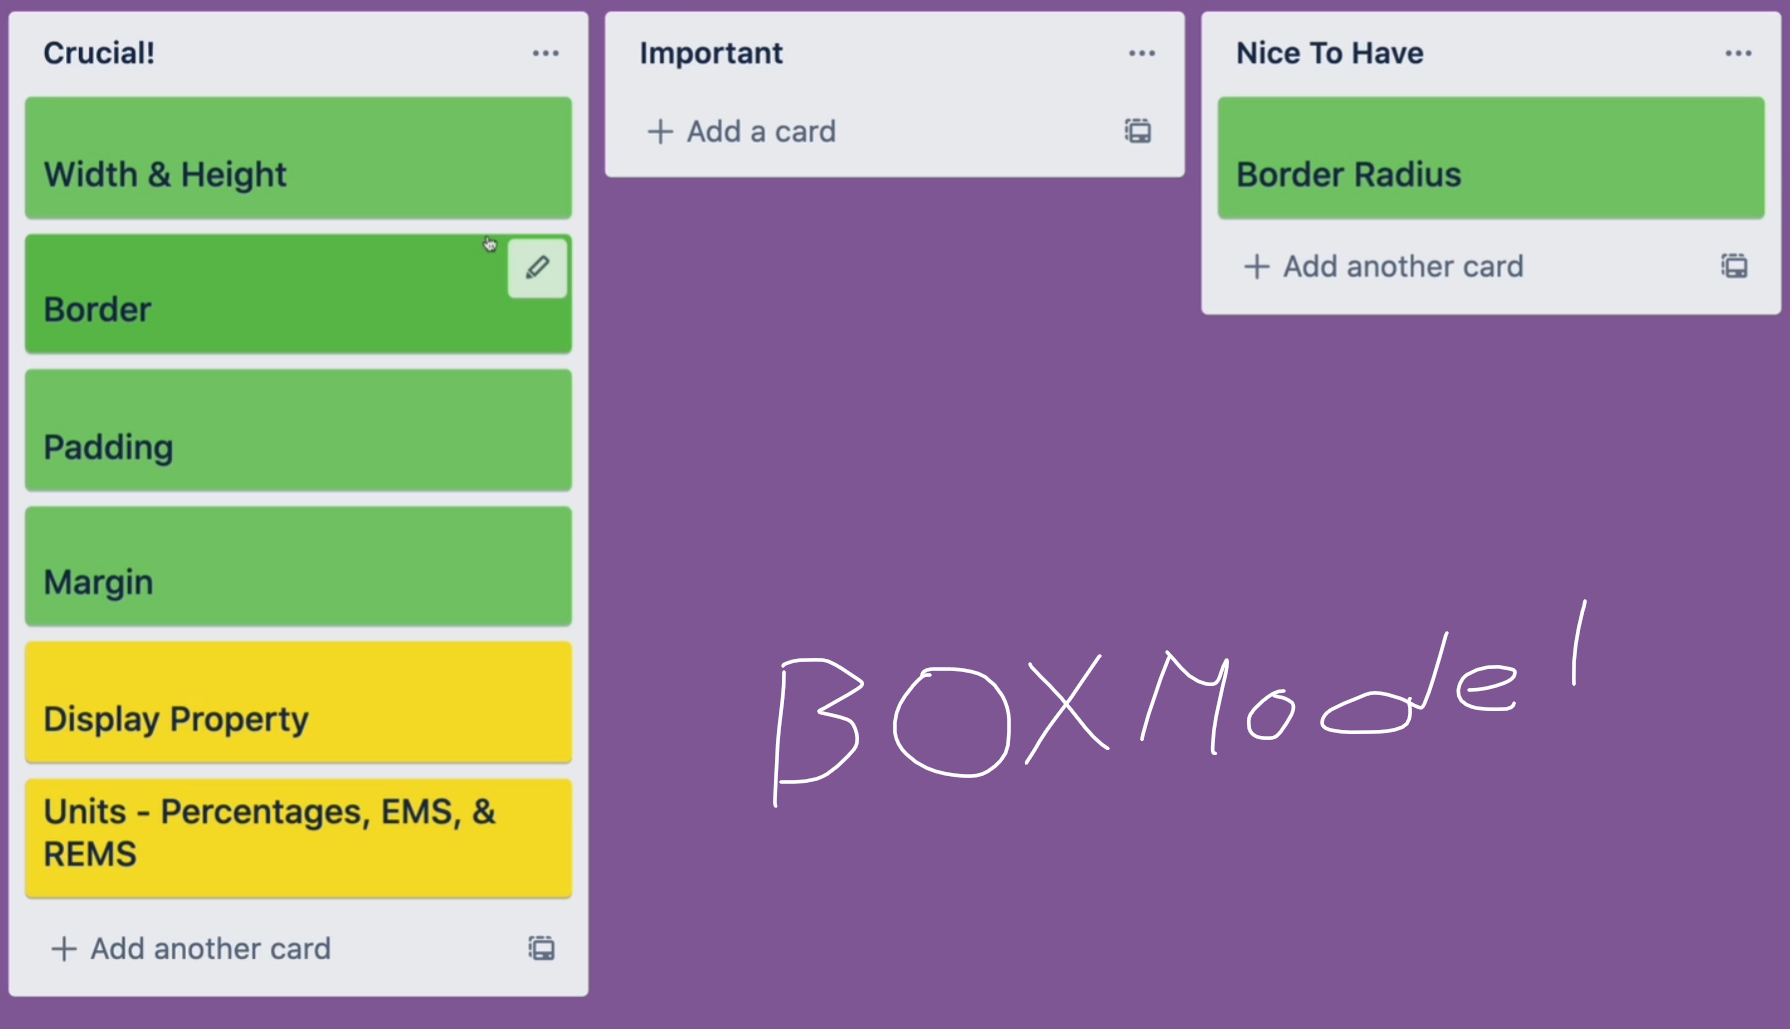 Crucial!
Width & Height
Border
Padding
Margin
Display Property
Units - Percentages, EMS, &
REMS
+ Add another card
Important
+ Add a card
Nice To Have
Border Radius
+ Add another card
BOX Model